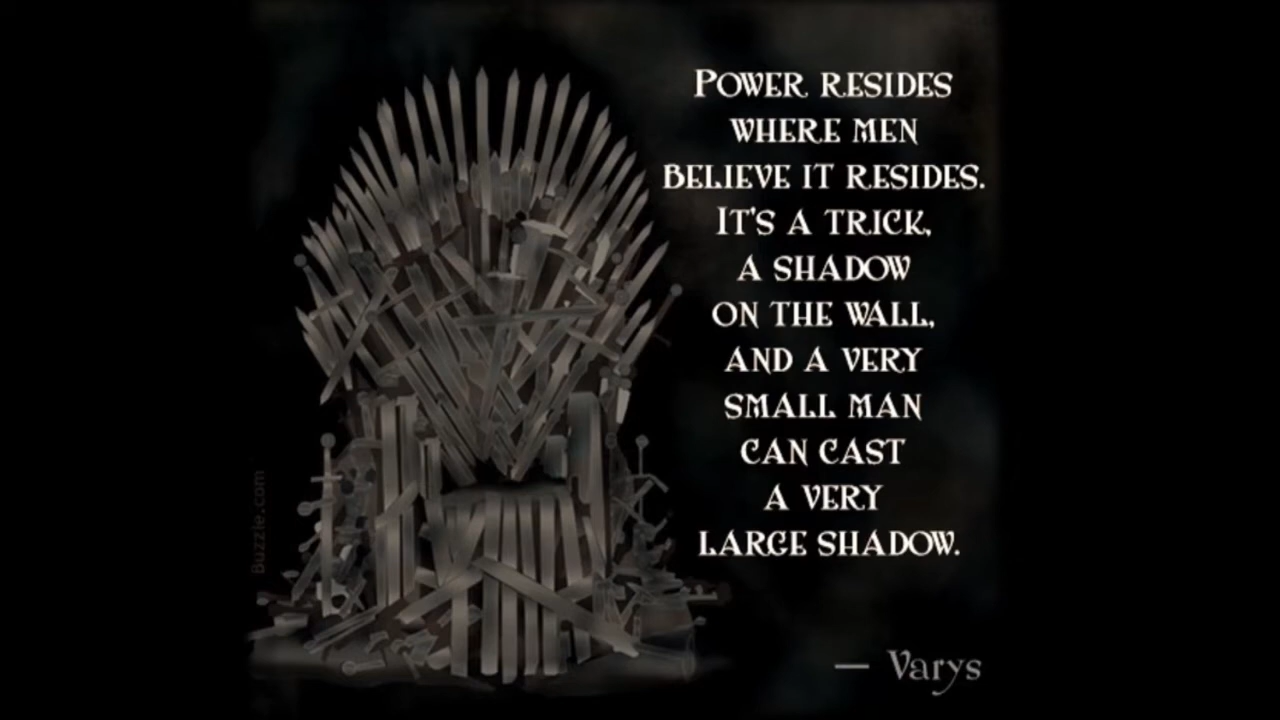 POWER RESIDES
WHERE MEN
BELIEVE IT RESIDES.
IT'S A TRICK,
A SHADOW
ON THE WALL,
AND A VERY
SMALL MAN
CAN CAST
A VERY
LARGE SHADOW.
— Varys
Buzzle.com